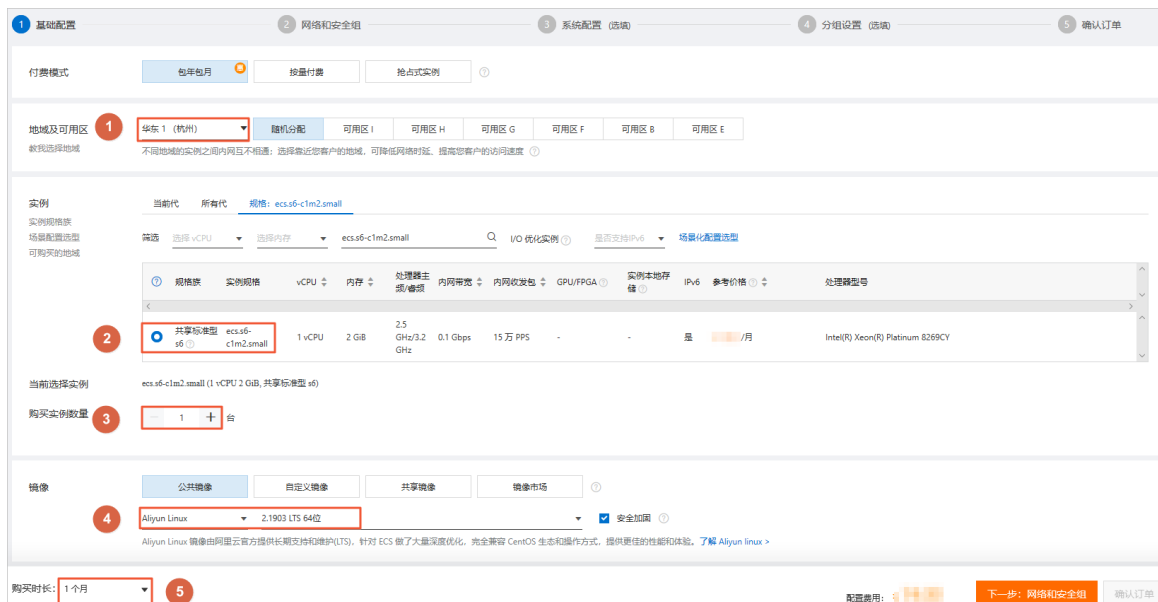 1 基础配置 2 网络和安全组 3 系统配置 (选填) 4 分组设置 (选填) 5 确认订单
付费模式 包年包月 按量付费 抢占式实例
地域及可用区 1 华东 1 (杭州) 随机分配 可用区 I 可用区 H 可用区 G 可用区 F 可用区 B 可用区 E
教我选择地域 不同地域的实例之间内网互不相通；选择靠近您客户的地域，可降低网络时延、提高您客户的访问速度
实例 当前代 所有代 规格：ecs.s6-c1m2.small
实例规格族
场景配置选型 筛选 选择 vCPU 选择内存 ecs.s6-c1m2.small I/O 优化实例 是否支持IPv6 场景化配置选型
可购买的地域
规格族 实例规格 vCPU 内存 处理器主频/睿频 内网带宽 内网收发包 GPU/FPGA 实例本地存储 IPv6 参考价格 处理器型号
2 共享标准型 s6 ecs.s6-c1m2.small 1 vCPU 2 GiB 2.5 GHz/3.2 GHz 0.1 Gbps 15 万 PPS - - 是 /月 Intel(R) Xeon(R) Platinum 8269CY
当前选择实例 ecs.s6-c1m2.small (1 vCPU 2 GiB, 共享标准型 s6)
购买实例数量 3 — 1 + 台
镜像 公共镜像 自定义镜像 共享镜像 镜像市场
4 Aliyun Linux 2.1903 LTS 64位 安全加固
Aliyun Linux 镜像由阿里云官方提供长期支持和维护(LTS)，针对 ECS 做了大量深度优化，完全兼容 CentOS 生态和操作方式，提供更佳的性能和体验。了解 Aliyun linux >
购买时长： 1 个月 5 配置费用： 下一步：网络和安全组 确认订单